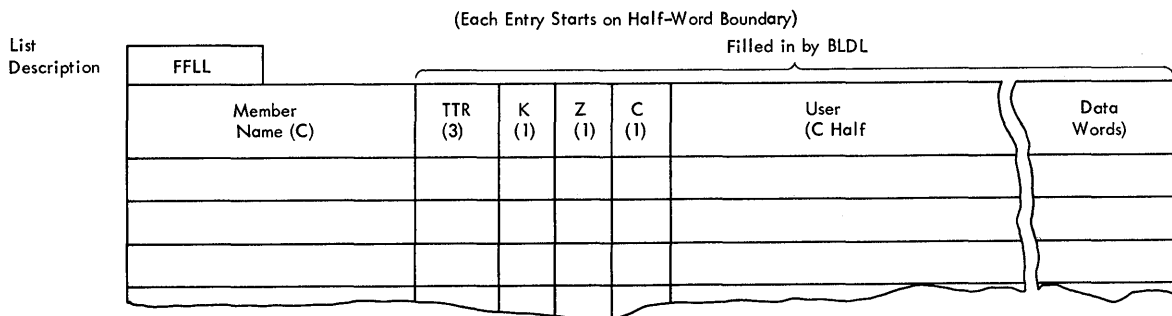 (Each Entry Starts on Half-Word Boundary)
List
Description
FFLL
Filled in by BLDL
Member
Name (C)
TTR
(3)
K
(1)
Z
(1)
C
(1)
User
(C Half
Data
Words)